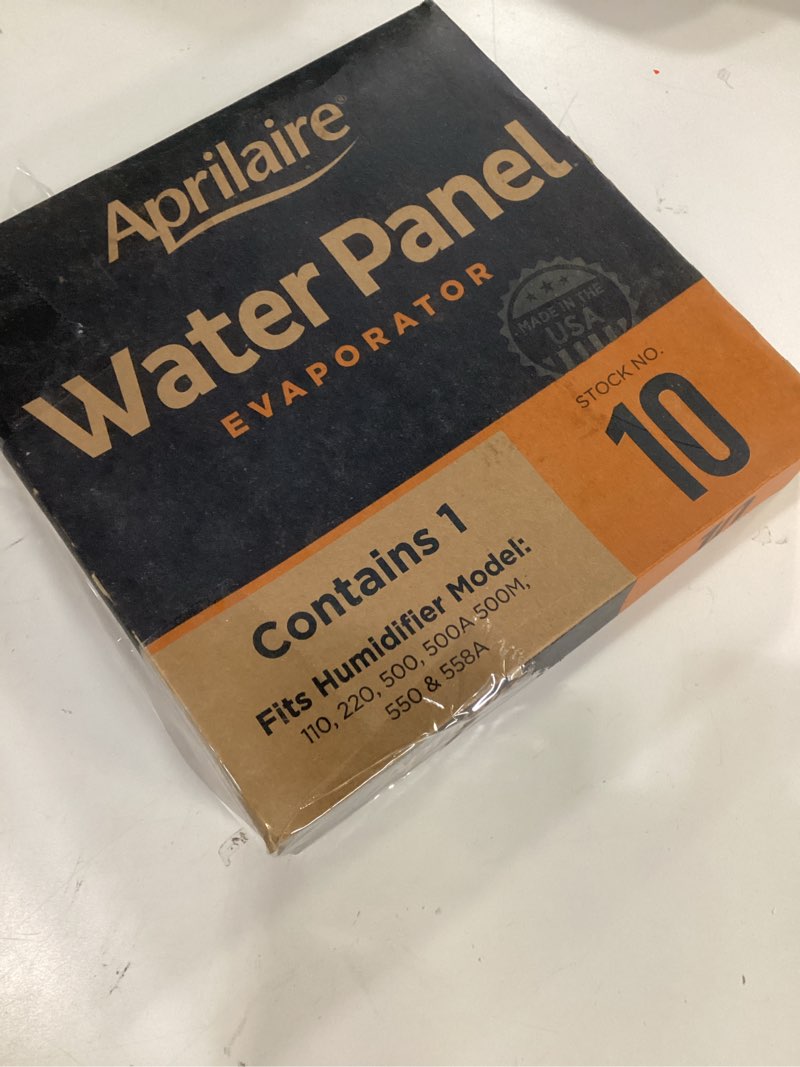 Aprilaire®
Water Panel
EVAPORATOR
MADE IN THE
USA
STOCK NO.
10
Contains 1
Fits Humidifier Model:
110, 220, 500, 500A, 500M,
550 & 558A